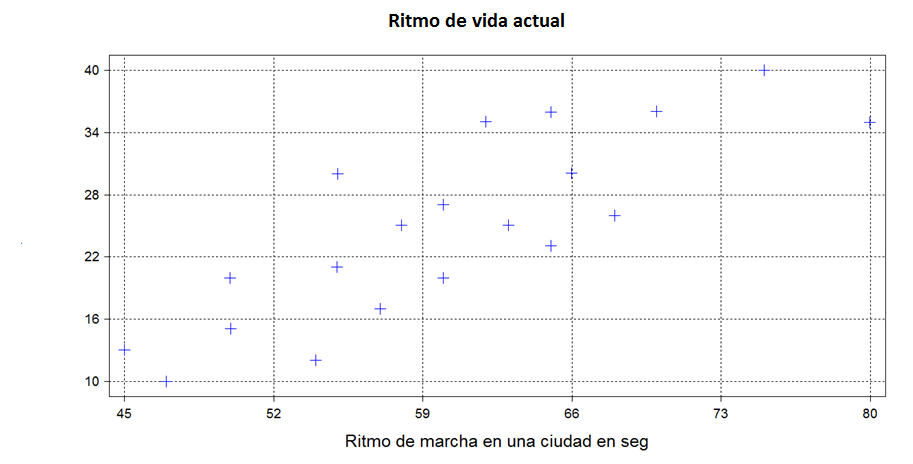 Ritmo de vida actual
40
34
28
22
16
10
45 52 59 66 73 80
Ritmo de marcha en una ciudad en seg